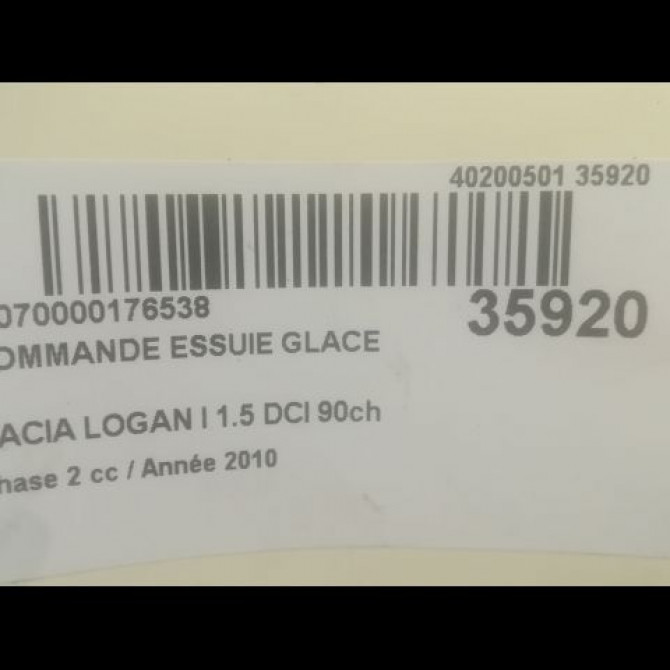 40200501 35920
070000176538
35920
OMMANDE ESSUIE GLACE
ACIA LOGAN I 1.5 DCI 90ch
hase 2 cc / Année 2010